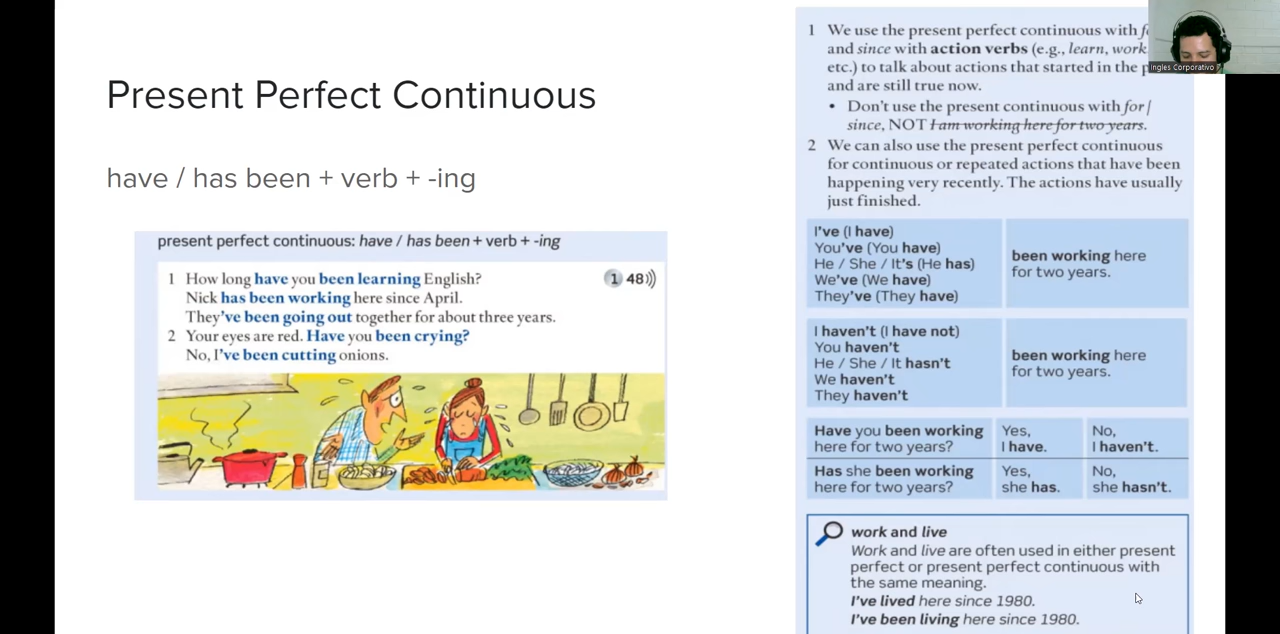 Present Perfect Continuous
have / has been + verb + -ing
present perfect continuous: have / has been + verb + -ing
1 How long have you been learning English?
1 48))
Nick has been working here since April.
They've been going out together for about three years.
2 Your eyes are red. Have you been crying?
No, I've been cutting onions.
1 We use the present perfect continuous with
and since with action verbs (e.g., learn, work
etc.) to talk about actions that started in the
and are still true now.
• Don't use the present continuous with for /
since, NOT I am working here for two years.
2 We can also use the present perfect continuous
for continuous or repeated actions that have been
happening very recently. The actions have usually
just finished.
I've (I have)
You've (You have)
He / She / It's (He has)
We've (We have)
They've (They have)
been working here
for two years.
I haven't (I have not)
You haven't
He / She / It hasn't
We haven't
They haven't
been working here
for two years.
Have you been working
here for two years?
Yes,
I have.
No,
I haven't.
Has she been working
here for two years?
Yes,
she has.
No,
she hasn't.
work and live
Work and live are often used in either present
perfect or present perfect continuous with
the same meaning.
I've lived here since 1980.
I've been living here since 1980.
Ingles Corporativo